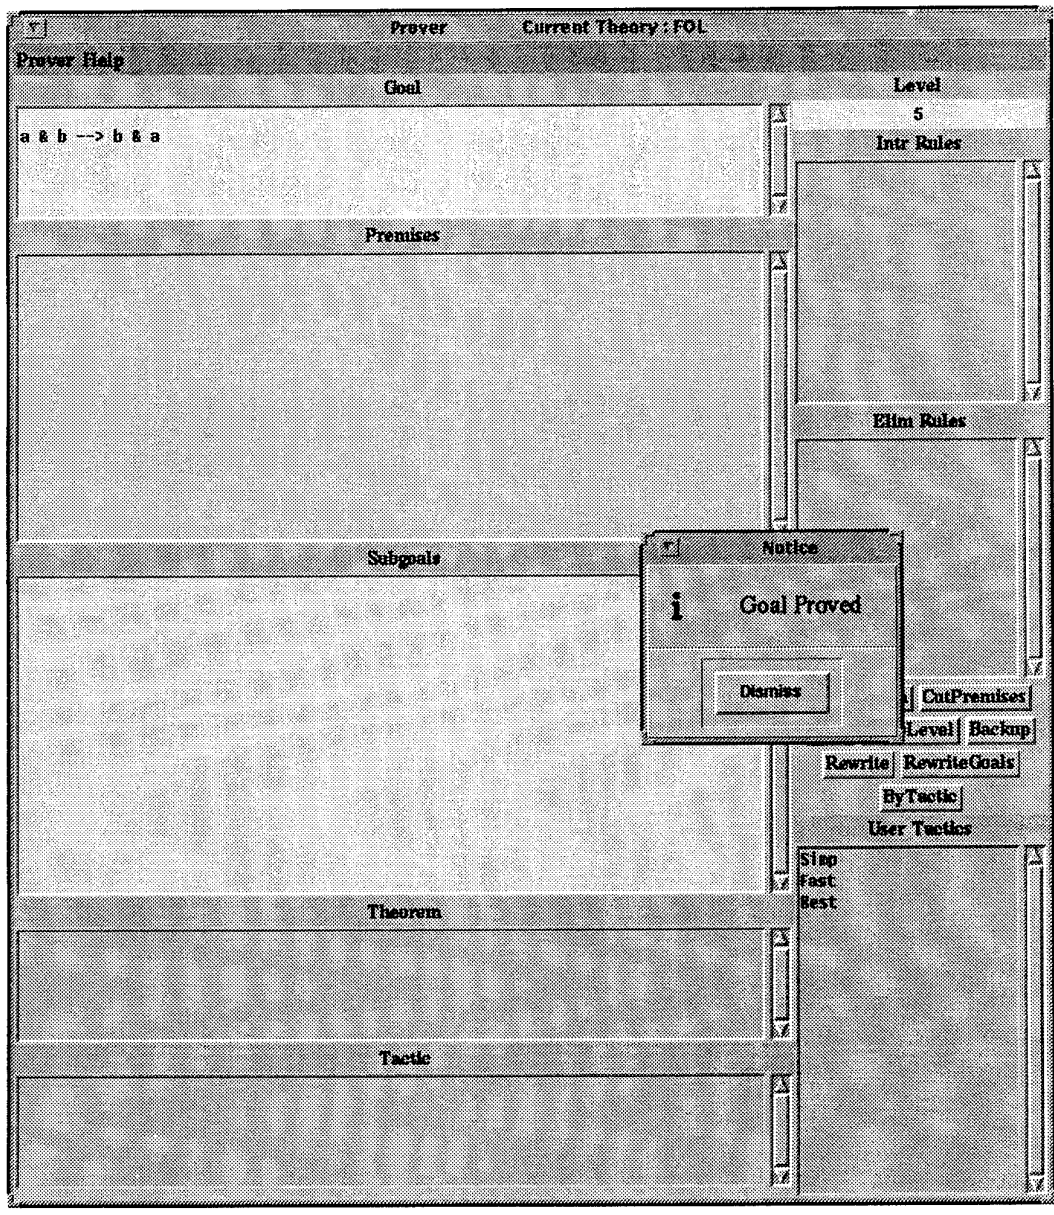 Prover Current Theory : FOL
Prover Help
Goal
a & b --> b & a
Premises
Subgoals
Theorem
Tactic
Level
5
Intr Rules
Elim Rules
Notice
i Goal Proved
Dismiss
CutPremises
Level Backup
Rewrite RewriteGoals
ByTactic
User Tactics
Simp
Fast
Best